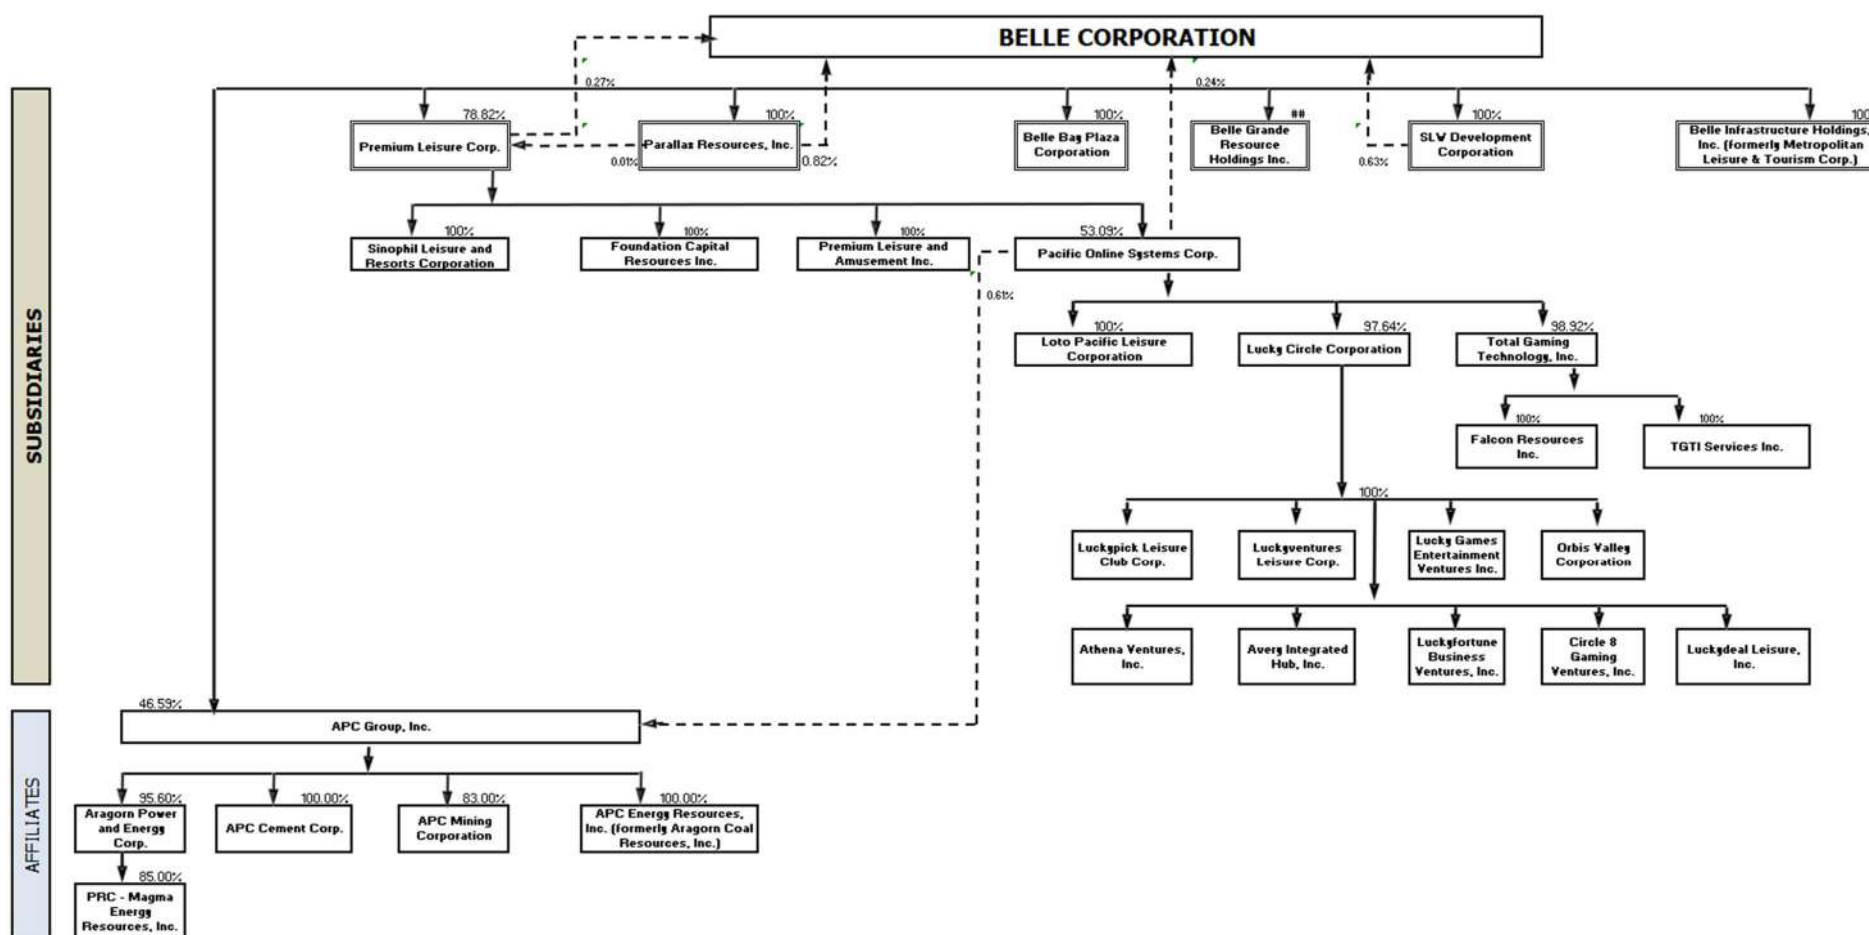 BELLE CORPORATION
0.27%
0.24%
78.82%
100%
100%
##
100%
100%
Premium Leisure Corp.
0.01%
Parallax Resources, Inc.
0.82%
Belle Bay Plaza
Corporation
Belle Grande
Resource
Holdings Inc.
0.63%
SLW Development
Corporation
Belle Infrastructure Holdings,
Inc. (formerly Metropolitan
Leisure & Tourism Corp.)
SUBSIDIARIES
100%
Sinophil Leisure and
Resorts Corporation
100%
Foundation Capital
Resources Inc.
100%
Premium Leisure and
Amusement Inc.
53.09%
Pacific Online Systems Corp.
0.61%
100%
Loto Pacific Leisure
Corporation
97.64%
Lucky Circle Corporation
98.92%
Total Gaming
Technology, Inc.
100%
Falcon Resources
Inc.
100%
TGTI Services Inc.
100%
Luckypick Leisure
Club Corp.
Luckyventures
Leisure Corp.
Lucky Games
Entertainment
Ventures Inc.
Orbis Valley
Corporation
Athena Ventures,
Inc.
Avery Integrated
Hub, Inc.
Luckyfortune
Business
Ventures, Inc.
Circle 8
Gaming
Ventures, Inc.
Luckydeal Leisure,
Inc.
AFFILIATES
46.59%
APC Group, Inc.
95.60%
Aragorn Power
and Energy
Corp.
100.00%
APC Cement Corp.
83.00%
APC Mining
Corporation
100.00%
APC Energy Resources,
Inc. (formerly Aragorn Coal
Resources, Inc.)
85.00%
PRC - Magma
Energy
Resources, Inc.